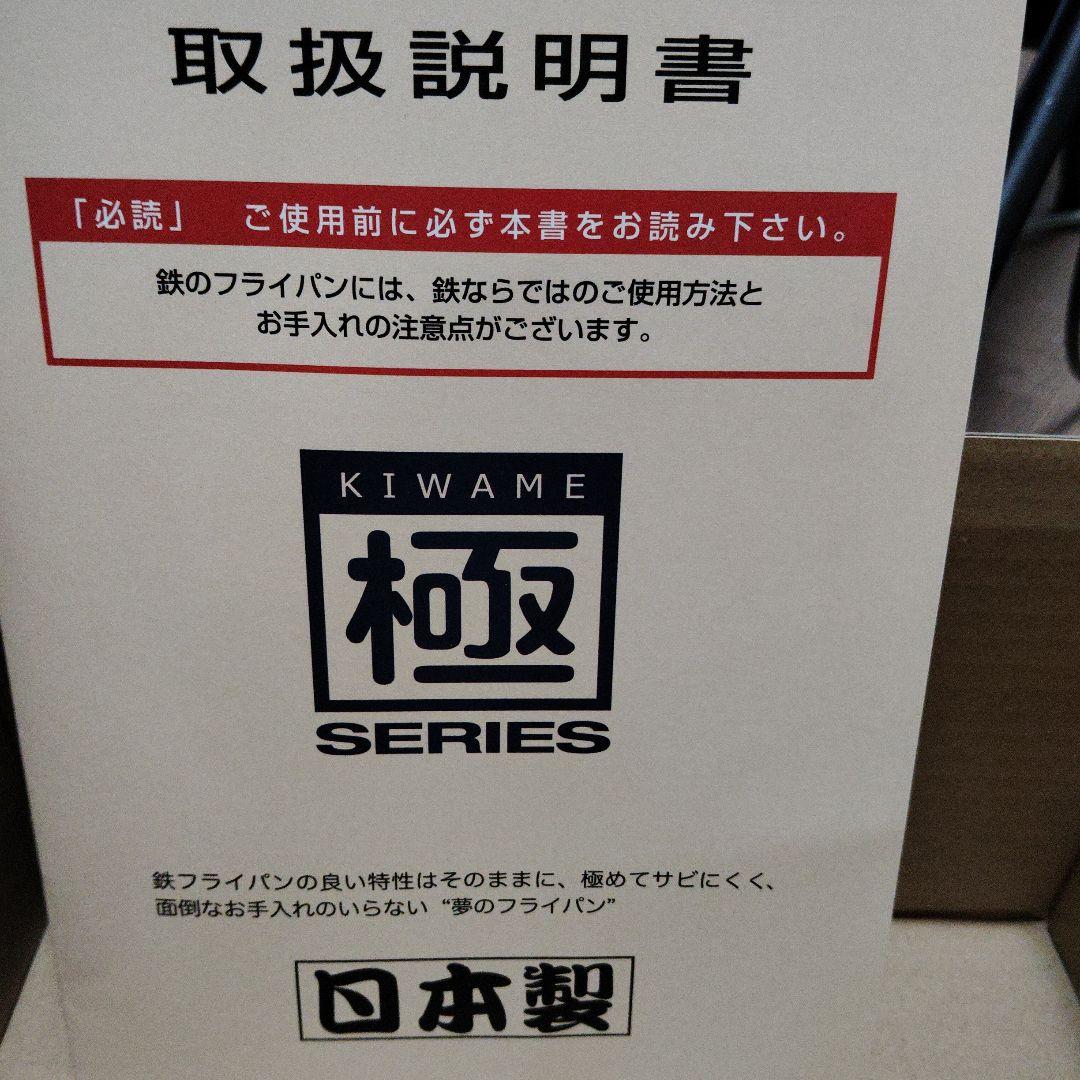 取扱説明書
「必読」　ご使用前に必ず本書をお読み下さい。
鉄のフライパンには、鉄ならではのご使用方法と
お手入れの注意点がございます。
KIWAME
極
SERIES
鉄フライパンの良い特性はそのままに、極めてサビにくく、
面倒なお手入れのいらない“夢のフライパン”
日本製